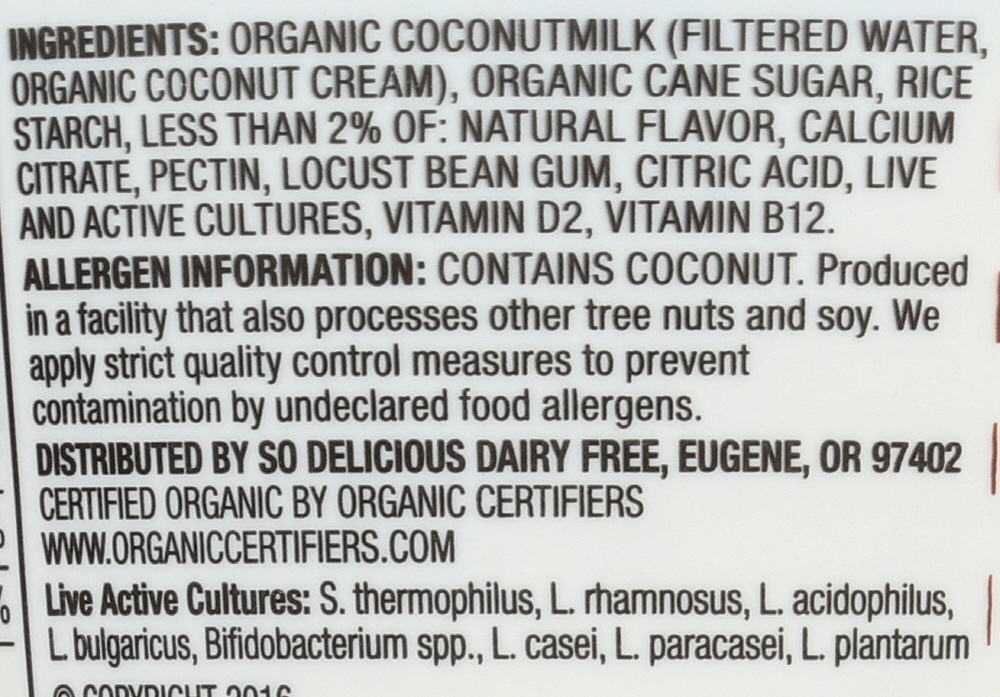 INGREDIENTS: ORGANIC COCONUTMILK (FILTERED WATER,
ORGANIC COCONUT CREAM), ORGANIC CANE SUGAR, RICE
STARCH, LESS THAN 2% OF: NATURAL FLAVOR, CALCIUM
CITRATE, PECTIN, LOCUST BEAN GUM, CITRIC ACID, LIVE
AND ACTIVE CULTURES, VITAMIN D2, VITAMIN B12.
ALLERGEN INFORMATION: CONTAINS COCONUT. Produced
in a facility that also processes other tree nuts and soy. We
apply strict quality control measures to prevent
contamination by undeclared food allergens.
DISTRIBUTED BY SO DELICIOUS DAIRY FREE, EUGENE, OR 97402
CERTIFIED ORGANIC BY ORGANIC CERTIFIERS
WWW.ORGANICCERTIFIERS.COM
Live Active Cultures: S. thermophilus, L. rhamnosus, L. acidophilus,
L. bulgaricus, Bifidobacterium spp., L. casei, L. paracasei, L. plantarum
© COPYRIGHT 2016
%